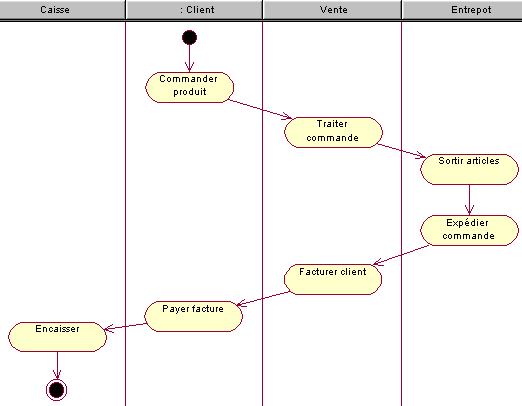 Caisse
: Client
Vente
Entrepot
Commander
produit
Traiter
commande
Sortir articles
Expédier
commande
Facturer client
Payer facture
Encaisser